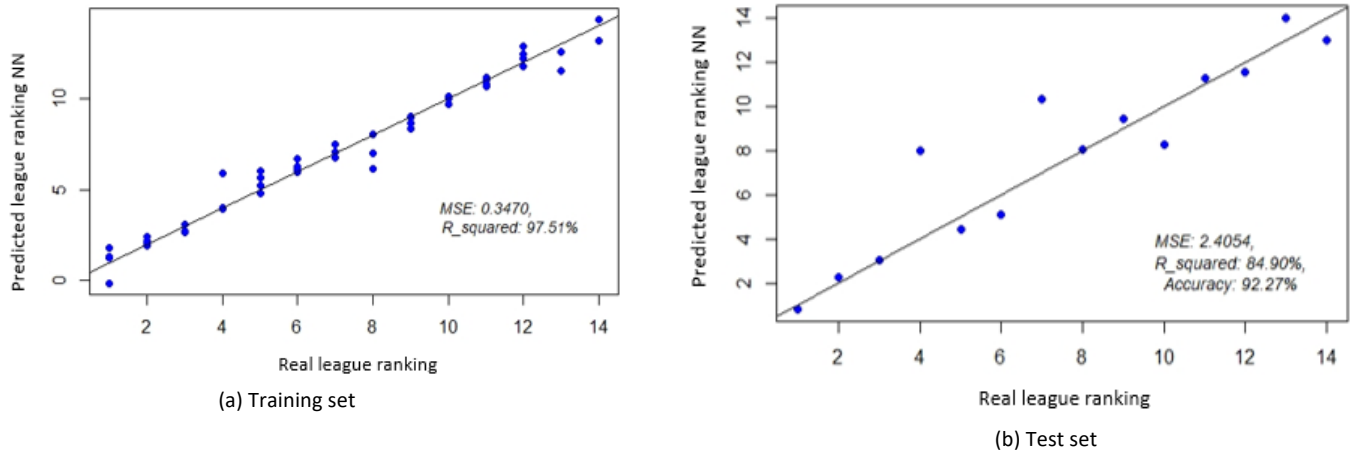 Predicted league ranking NN
10
5
0
MSE: 0.3470,
R_squared: 97.51%
2 4 6 8 10 12 14
Real league ranking
(a) Training set
Predicted league ranking NN
14
12
10
8
6
4
2
MSE: 2.4054,
R_squared: 84.90%,
Accuracy: 92.27%
2 4 6 8 10 12 14
Real league ranking
(b) Test set